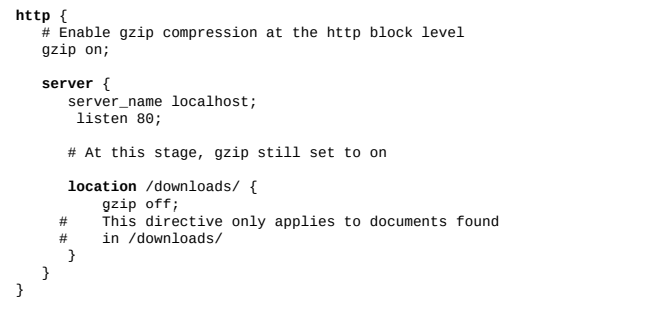 http {
   # Enable gzip compression at the http block level
   gzip on;

   server {
      server_name localhost;
       listen 80;

      # At this stage, gzip still set to on

      location /downloads/ {
          gzip off;
     #    This directive only applies to documents found
     #    in /downloads/
      }
   }
}